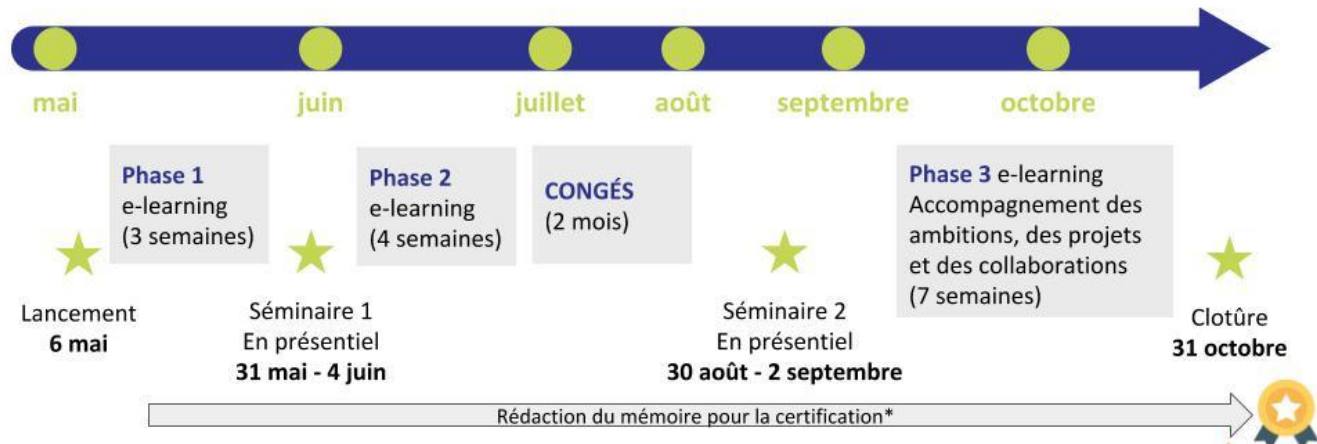 mai
juin
juillet
août
septembre
octobre
Phase 1
e-learning
(3 semaines)
Phase 2
e-learning
(4 semaines)
CONGÉS
(2 mois)
Phase 3 e-learning
Accompagnement des
ambitions, des projets
et des collaborations
(7 semaines)
Lancement
6 mai
Séminaire 1
En présentiel
31 mai - 4 juin
Séminaire 2
En présentiel
30 août - 2 septembre
Clotûre
31 octobre
Rédaction du mémoire pour la certification*